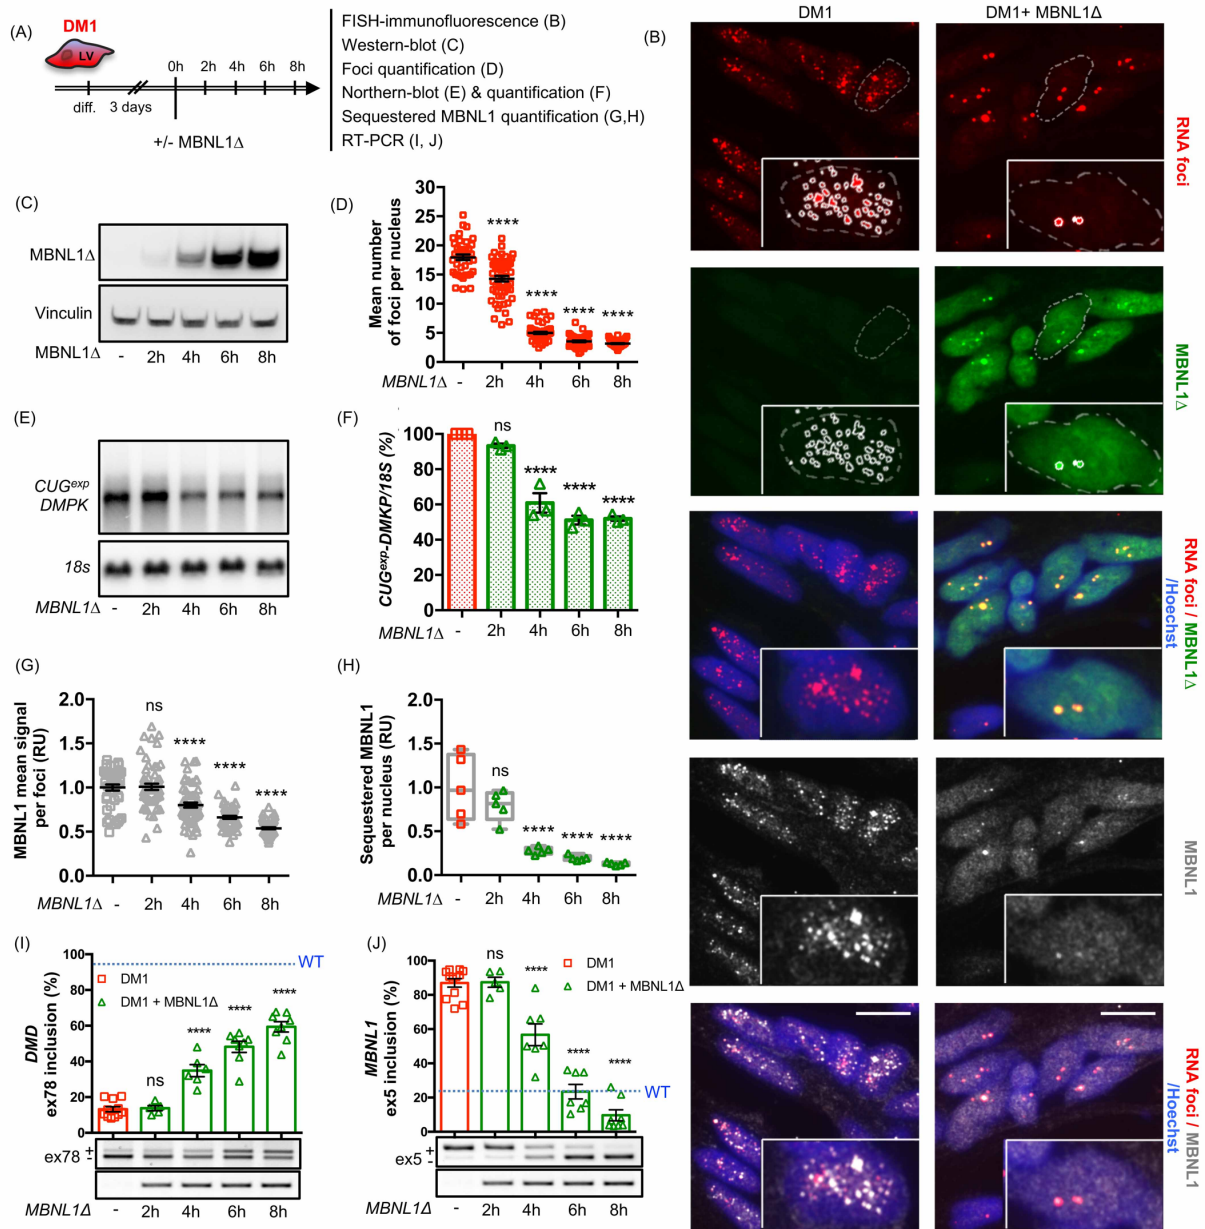 (A)
DM1
LV
0h 2h 4h 6h 8h
diff. 3 days
+/- MBNL1Δ
FISH-immunofluorescence (B)
Western-blot (C)
Foci quantification (D)
Northern-blot (E) & quantification (F)
Sequestered MBNL1 quantification (G,H)
RT-PCR (I, J)
(B)
DM1 DM1+ MBNL1Δ
RNA foci
MBNL1Δ
RNA foci / MBNL1Δ
/Hoechst
MBNL1
RNA foci / MBNL1
/Hoechst
(C)
MBNL1Δ
Vinculin
MBNL1Δ - 2h 4h 6h 8h
(D)
Mean number
of foci per nucleus
30
25
20
15
10
5
0
****
****
****
****
MBNL1Δ - 2h 4h 6h 8h
(E)
CUGexp
DMPK
18s
MBNL1Δ - 2h 4h 6h 8h
(F)
CUGexp-DMKP/18S (%)
100
80
60
40
20
0
ns
****
****
****
MBNL1Δ - 2h 4h 6h 8h
(G)
MBNL1 mean signal
per foci (RU)
2.0
1.5
1.0
0.5
0.0
ns
****
****
****
MBNL1Δ - 2h 4h 6h 8h
(H)
Sequestered MBNL1
per nucleus (RU)
2.0
1.5
1.0
0.5
0.0
ns
**** **** ****
MBNL1Δ - 2h 4h 6h 8h
(I)
DMD
ex78 inclusion (%)
100
80
60
40
20
0
WT
DM1
DM1 + MBNL1Δ
ns
****
****
****
ex78 +
-
MBNL1Δ - 2h 4h 6h 8h
(J)
MBNL1
ex5 inclusion (%)
100
80
60
40
20
0
ns
****
****
****
DM1
DM1 + MBNL1Δ
WT
ex5 +
-
MBNL1Δ - 2h 4h 6h 8h